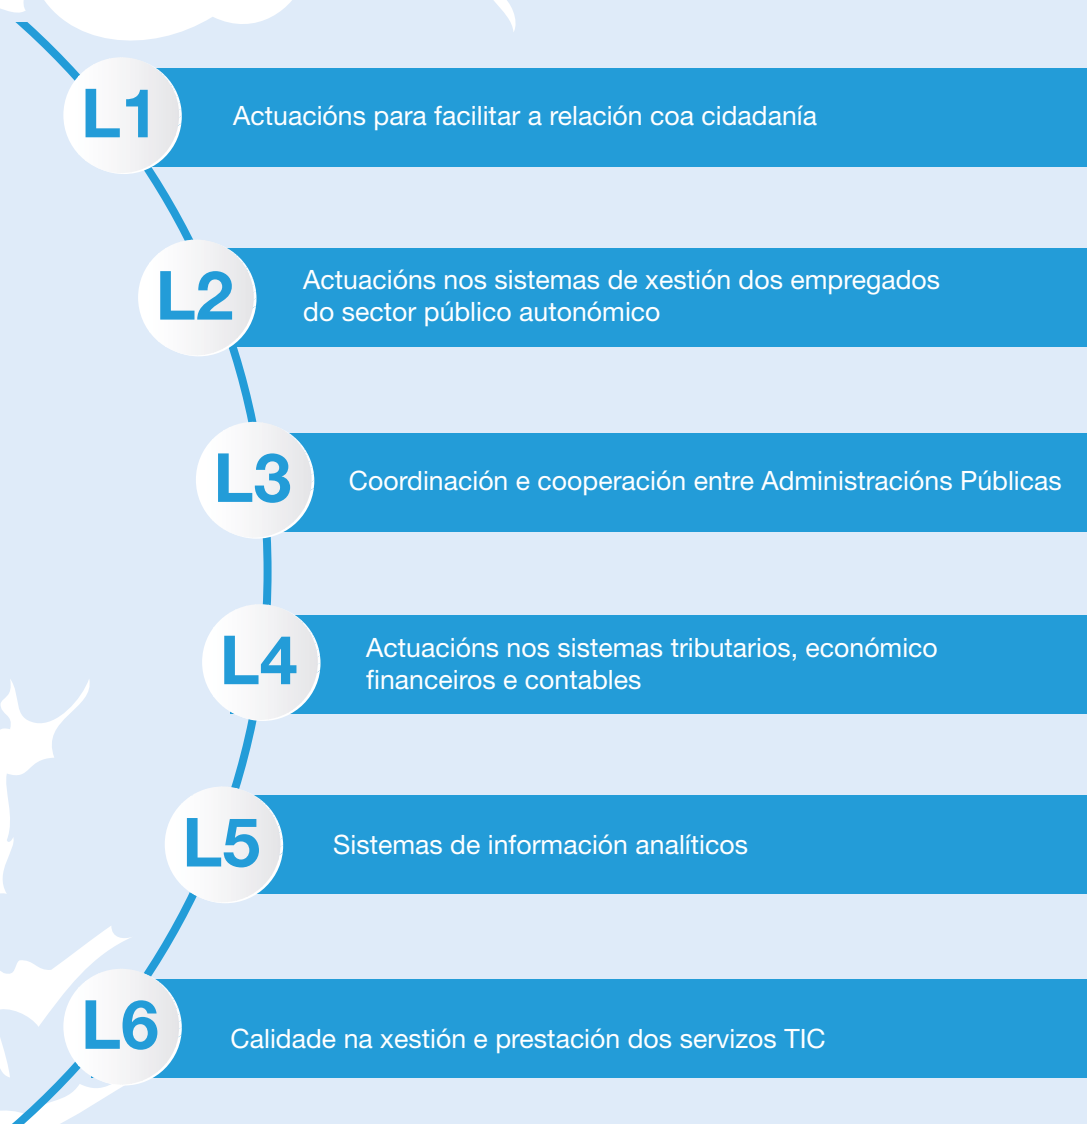 L1
Actuacións para facilitar a relación coa cidadanía
L2
Actuacións nos sistemas de xestión dos empregados
do sector público autonómico
L3
Coordinación e cooperación entre Administracións Públicas
L4
Actuacións nos sistemas tributarios, económico
financeiros e contables
L5
Sistemas de información analíticos
L6
Calidade na xestión e prestación dos servizos TIC